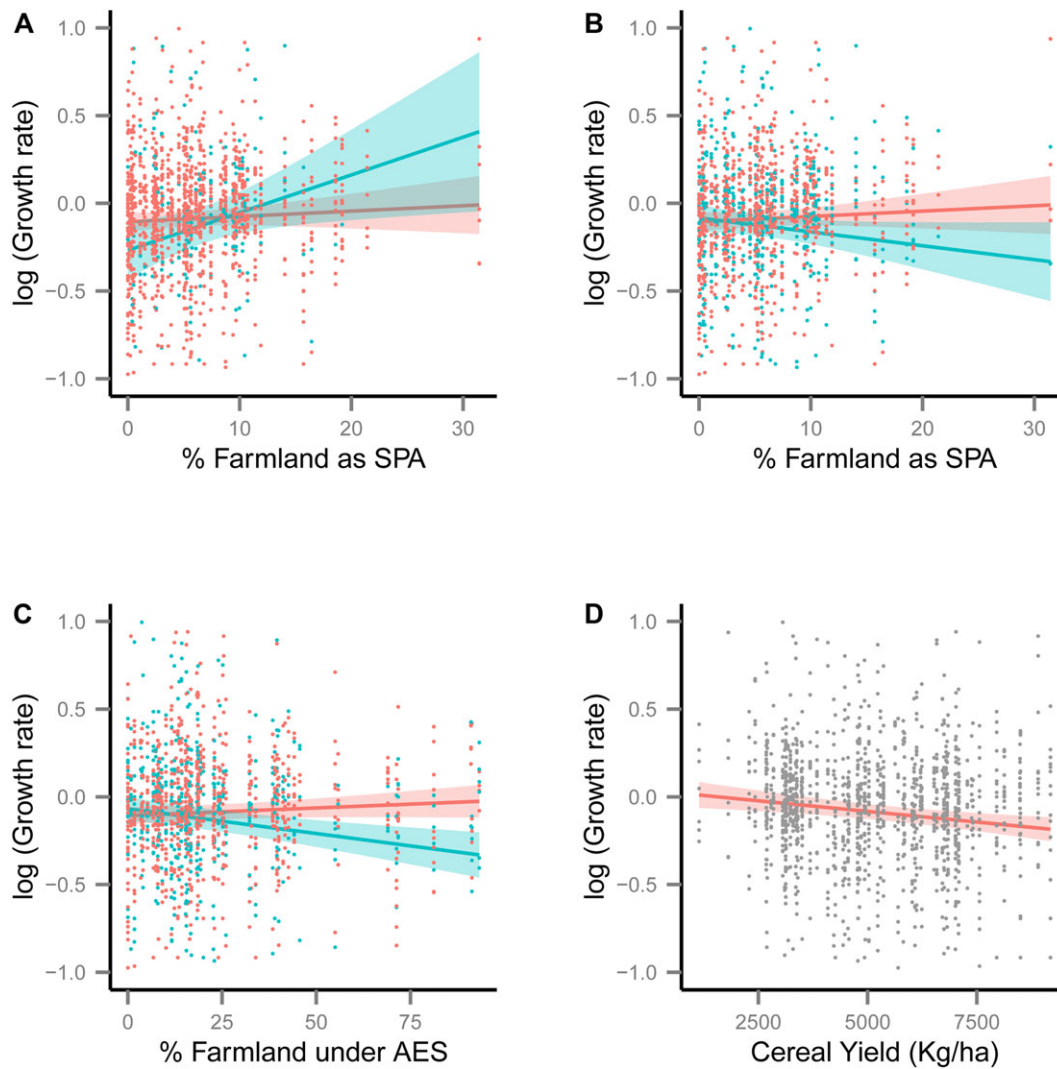 A
1.0
0.5
0.0
−0.5
−1.0
log (Growth rate)
0 10 20 30
% Farmland as SPA
B
1.0
0.5
0.0
−0.5
−1.0
log (Growth rate)
0 10 20 30
% Farmland as SPA
C
1.0
0.5
0.0
−0.5
−1.0
log (Growth rate)
0 25 50 75
% Farmland under AES
D
1.0
0.5
0.0
−0.5
−1.0
log (Growth rate)
2500 5000 7500
Cereal Yield (Kg/ha)